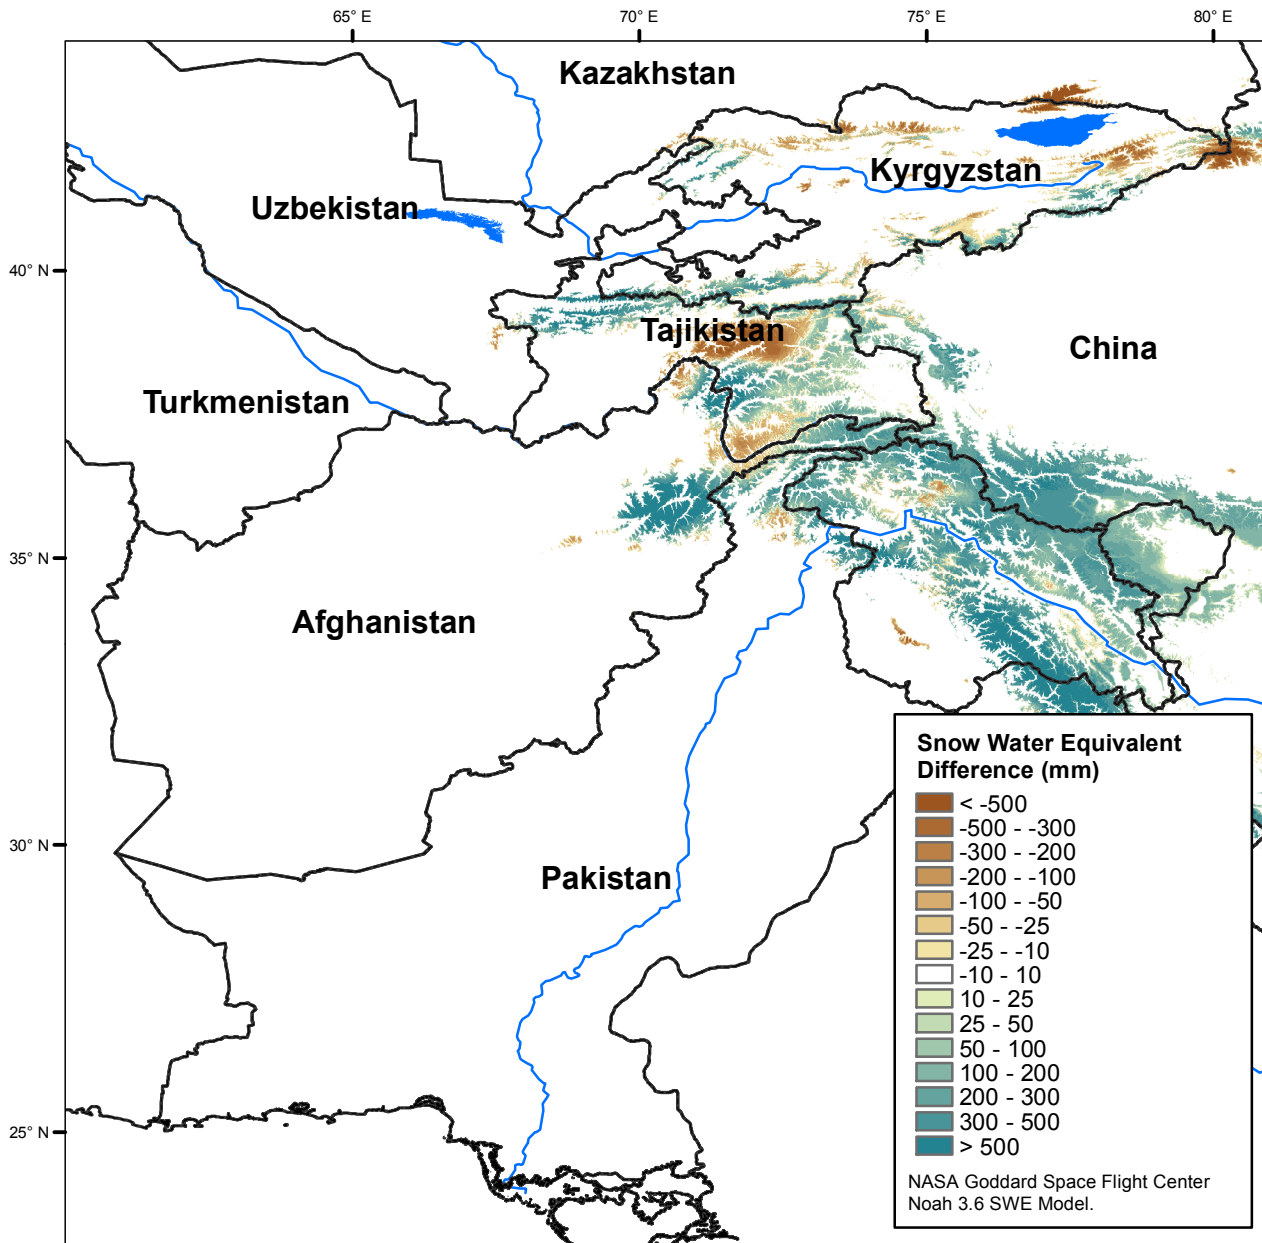 65° E
70° E
75° E
80° E
Kazakhstan
Kyrgyzstan
Uzbekistan
40° N
Tajikistan
China
Turkmenistan
35° N
Afghanistan
30° N
Pakistan
25° N
Snow Water Equivalent
Difference (mm)
< -500
-500 - -300
-300 - -200
-200 - -100
-100 - -50
-50 - -25
-25 - -10
-10 - 10
10 - 25
25 - 50
50 - 100
100 - 200
200 - 300
300 - 500
> 500
NASA Goddard Space Flight Center
Noah 3.6 SWE Model.